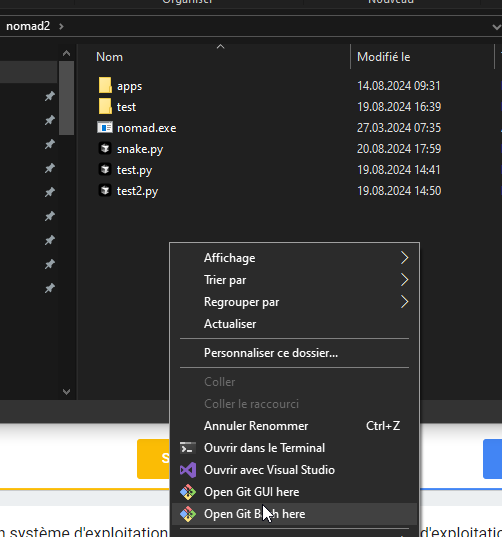 Organiser
Nouveau
nomad2
Nom
Modifié le
apps
14.08.2024 09:31
test
19.08.2024 16:39
nomad.exe
27.03.2024 07:35
snake.py
20.08.2024 17:59
test.py
19.08.2024 14:41
test2.py
19.08.2024 14:50
Affichage
Trier par
Regrouper par
Actualiser
Personnaliser ce dossier...
Coller
Coller le raccourci
Annuler Renommer Ctrl+Z
Ouvrir dans le Terminal
Ouvrir avec Visual Studio
Open Git GUI here
Open Git Bash here
S
n système d'exploitation
d'exploitation